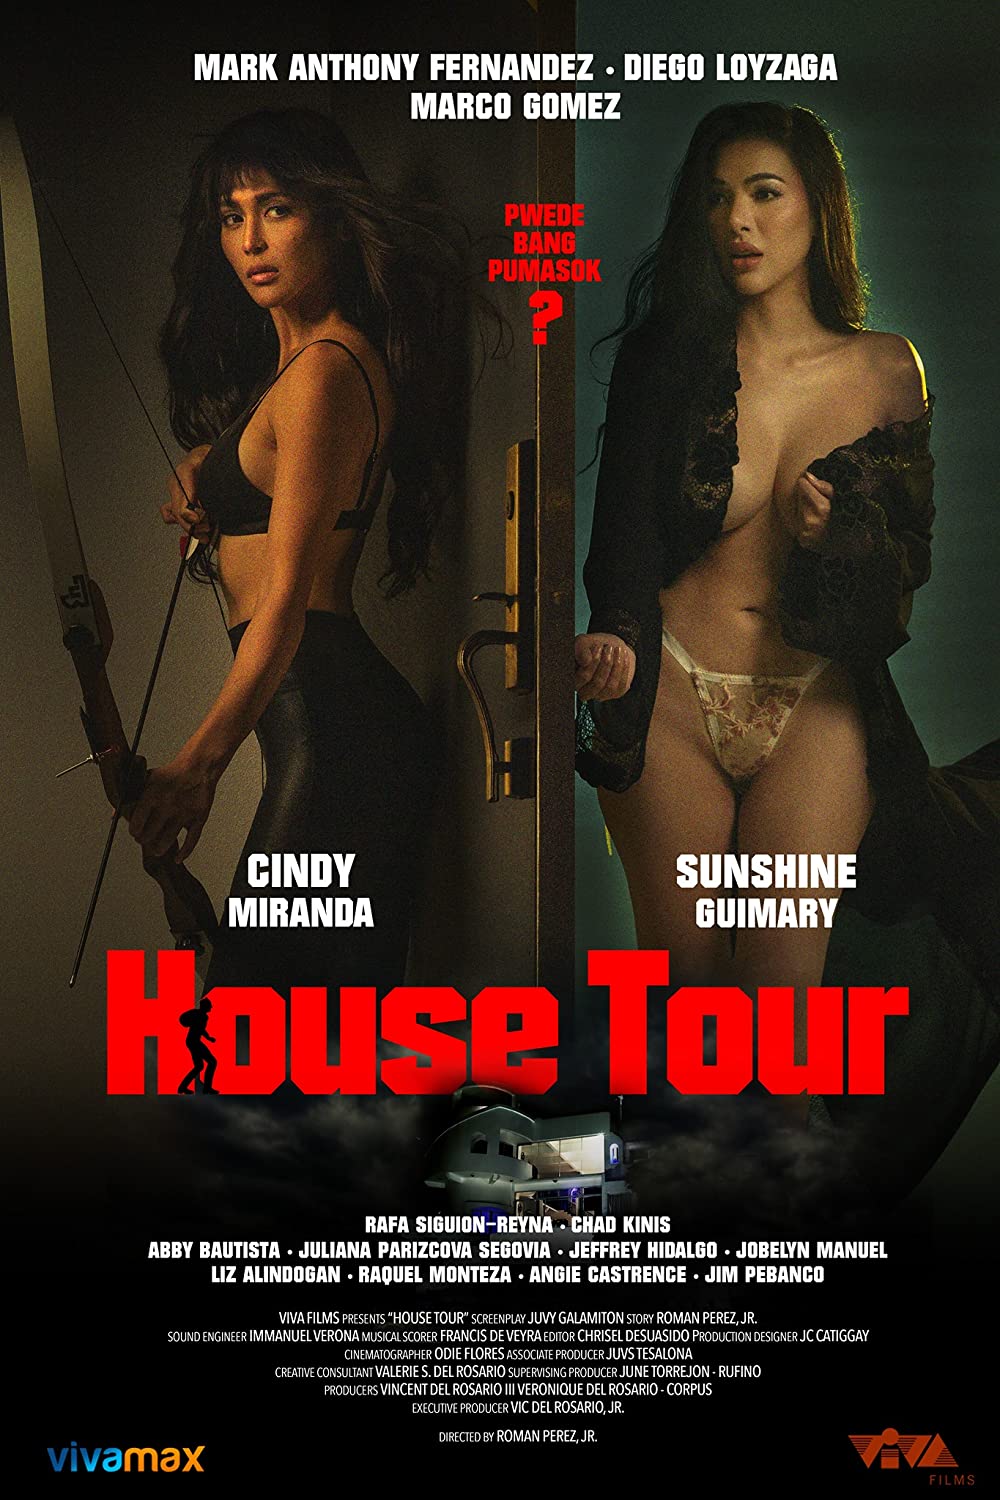 MARK ANTHONY FERNANDEZ • DIEGO LOYZAGA
MARCO GOMEZ
PWEDE
BANG
PUMASOK
?
CINDY
MIRANDA
SUNSHINE
GUIMARY
HOUSE TOUR
RAFA SIGUION-REYNA • CHAD KINIS
ABBY BAUTISTA • JULIANA PARIZCOVA SEGOVIA • JEFFREY HIDALGO • JOBELYN MANUEL
LIZ ALINDOGAN • RAQUEL MONTEZA • ANGIE CASTRENCE • JIM PEBANCO
VIVA FILMS PRESENTS "HOUSE TOUR" SCREENPLAY JUVY GALAMITON STORY ROMAN PEREZ, JR.
SOUND ENGINEER IMMANUEL VERONA MUSICAL SCORER FRANCIS DE VEYRA EDITOR CHRISEL DESUASIDO PRODUCTION DESIGNER JC CATIGGAY
CINEMATOGRAPHER ODIE FLORES ASSOCIATE PRODUCER JUVS TESALONA
CREATIVE CONSULTANT VALERIE S. DEL ROSARIO SUPERVISING PRODUCER JUNE TORREJON - RUFINO
PRODUCERS VINCENT DEL ROSARIO III VERONIQUE DEL ROSARIO - CORPUS
EXECUTIVE PRODUCER VIC DEL ROSARIO, JR.
DIRECTED BY ROMAN PEREZ, JR.
vivamax
VIVA
FILMS